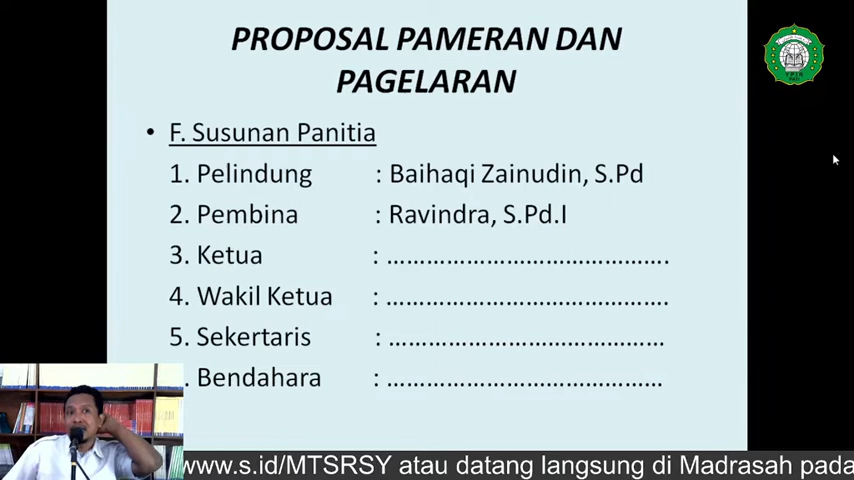 PROPOSAL PAMERAN DAN
PAGELARAN
• F. Susunan Panitia
1. Pelindung : Baihaqi Zainudin, S.Pd
2. Pembina : Ravindra, S.Pd.I
3. Ketua : …………………………………….
4. Wakil Ketua : …………………………………….
5. Sekertaris : ……………………………………
. Bendahara : ……………………………………
www.s.id/MTSRSY atau datang langsung di Madrasah pada